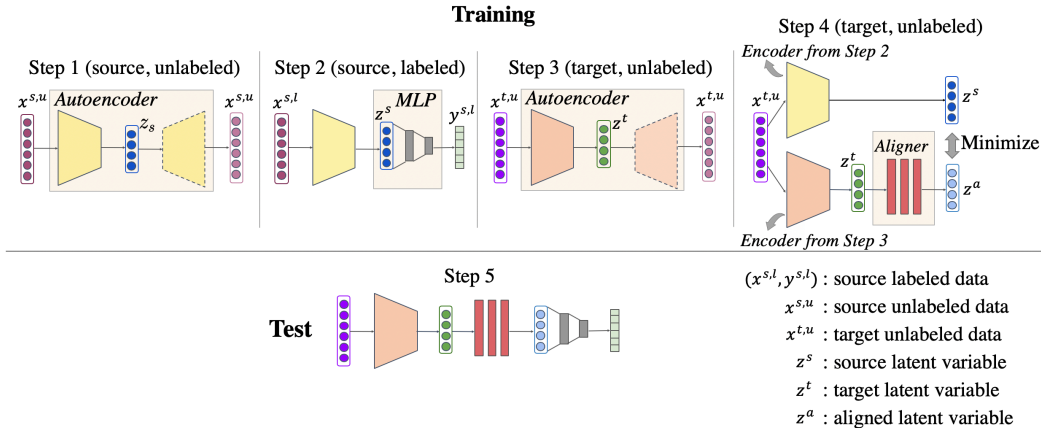 Training
Step 1 (source, unlabeled)
x^{s,u}
Autoencoder
x^{s,u}
z_s
Step 2 (source, labeled)
x^{s,l}
MLP
z^s
y^{s,l}
Step 3 (target, unlabeled)
x^{t,u}
Autoencoder
x^{t,u}
z^t
Step 4 (target, unlabeled)
Encoder from Step 2
x^{t,u}
z^s
Minimize
Aligner
z^t
z^a
Encoder from Step 3
Step 5
Test
(x^{s,l}, y^{s,l}) : source labeled data
x^{s,u} : source unlabeled data
x^{t,u} : target unlabeled data
z^s : source latent variable
z^t : target latent variable
z^a : aligned latent variable